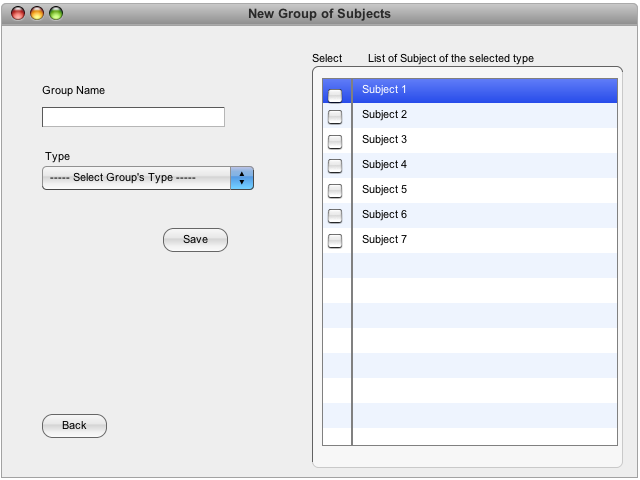 New Group of Subjects
Select
List of Subject of the selected type
Group Name
Type
----- Select Group's Type -----
Save
Back
Subject 1
Subject 2
Subject 3
Subject 4
Subject 5
Subject 6
Subject 7